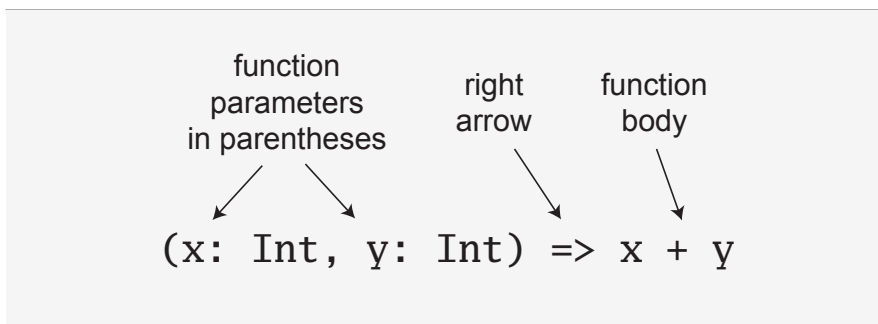 function
parameters
in parentheses
right
arrow
function
body
(x: Int, y: Int) => x + y